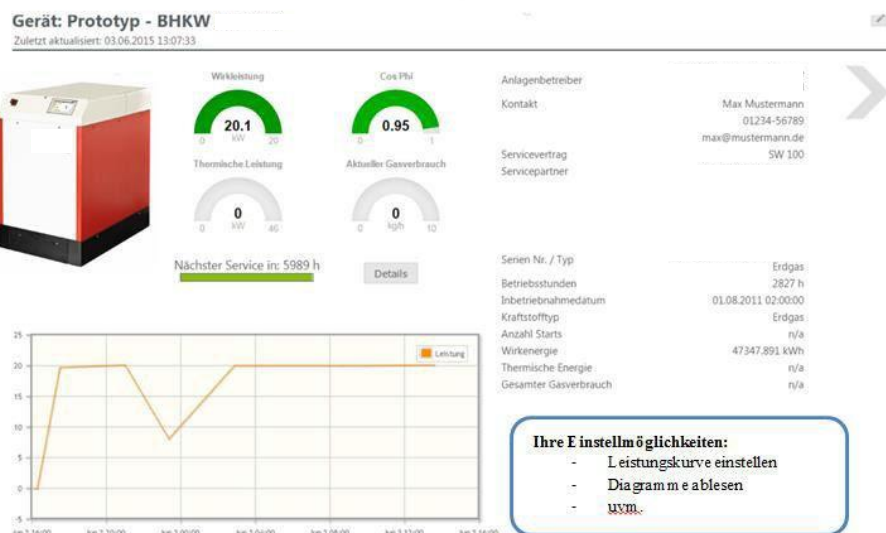 Gerät: Prototyp - BHKW
Zuletzt aktualisiert: 03.06.2015 13:07:33
Wirkleistung
20.1
kW
0 20
Cos Phi
0.95
0 1
Thermische Leistung
0
kW
0 46
Aktueller Gasverbrauch
0
kg/h
0 10
Nächster Service in: 5989 h
Details
Anlagenbetreiber
Kontakt Max Mustermann
01234-56789
max@mustermann.de
Servicevertrag SW 100
Servicepartner
Serien Nr. / Typ Erdgas
Betriebsstunden 2827 h
Inbetriebnahmedatum 01.08.2011 02:00:00
Kraftstofftyp Erdgas
Anzahl Starts n/a
Wirkenergie 47347.891 kWh
Thermische Energie n/a
Gesamter Gasverbrauch n/a
25
20
15
10
5
0
-5
Leistung
Ihre Einstellmöglichkeiten:
- Leistungskurve einstellen
- Diagramme ablesen
- uvm..